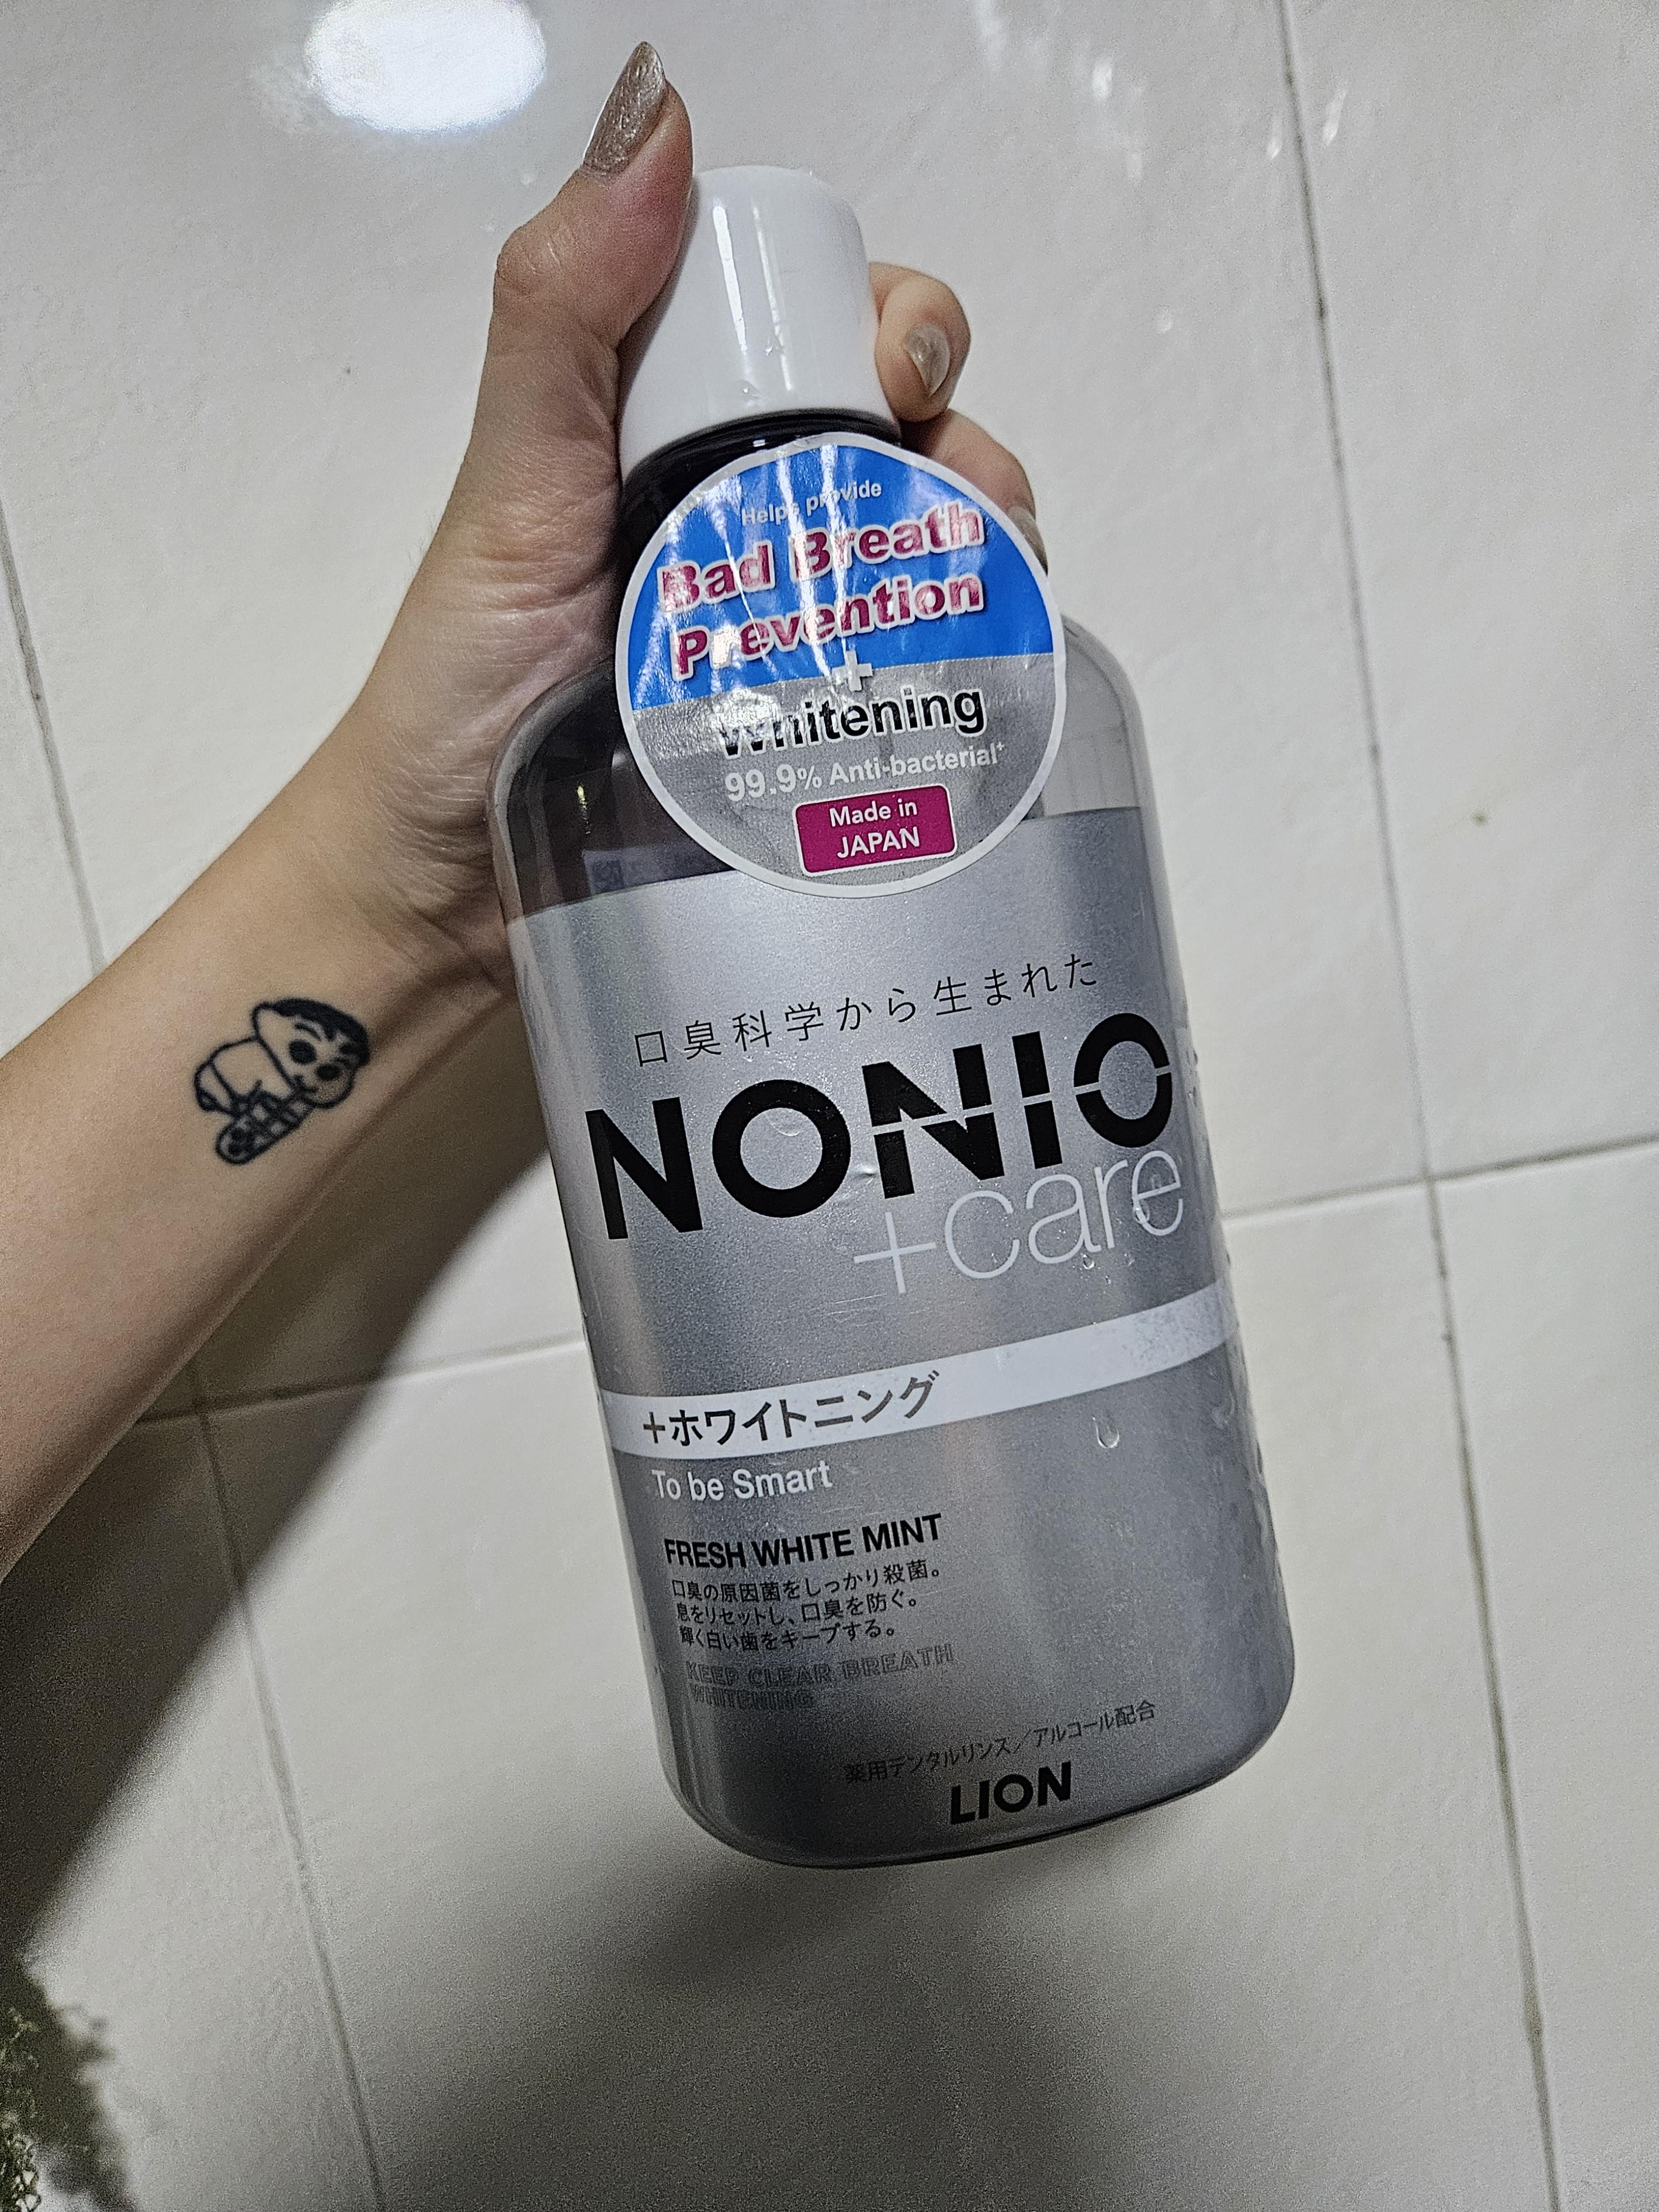 Helps provide
Bad Breath
Prevention
+
Whitening
99.9% Anti-bacterial+
Made in
JAPAN
口臭科学から生まれた
NONIO
+care
+ホワイトニング
To be Smart
FRESH WHITE MINT
口臭の原因菌をしっかり殺菌。
息をリセットし、口臭を防ぐ。
輝く白い歯をキープする。
KEEP CLEAR BREATH
WHITENING
薬用デンタルリンス／アルコール配合
LION